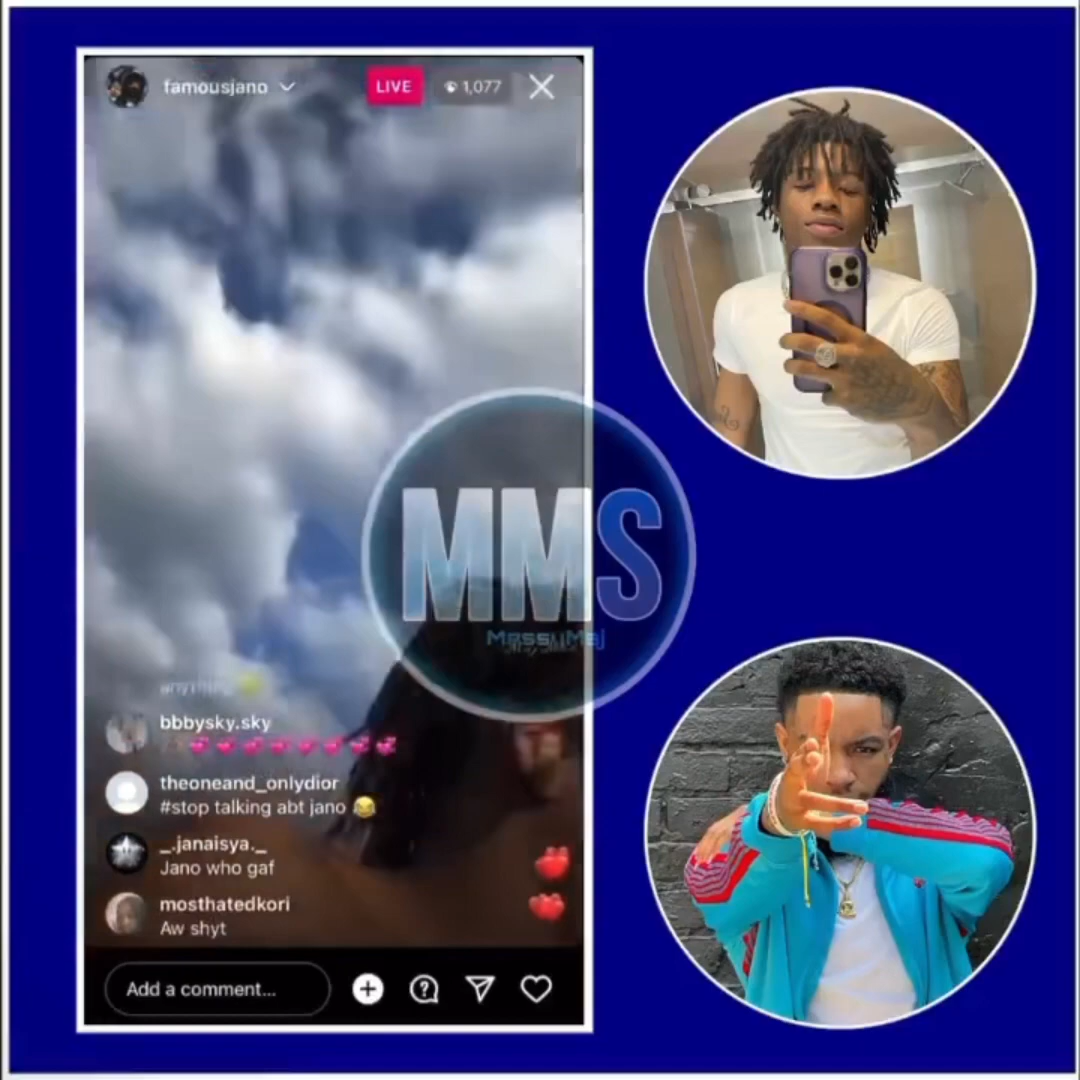 famousjano
LIVE
1,077
MMS
MessyMaj
bbbysky.sky
theoneand_onlydior
#stop talking abt jano 😂
_.janaisya._
Jano who gaf
mosthatedkori
Aw shyt
Add a comment...